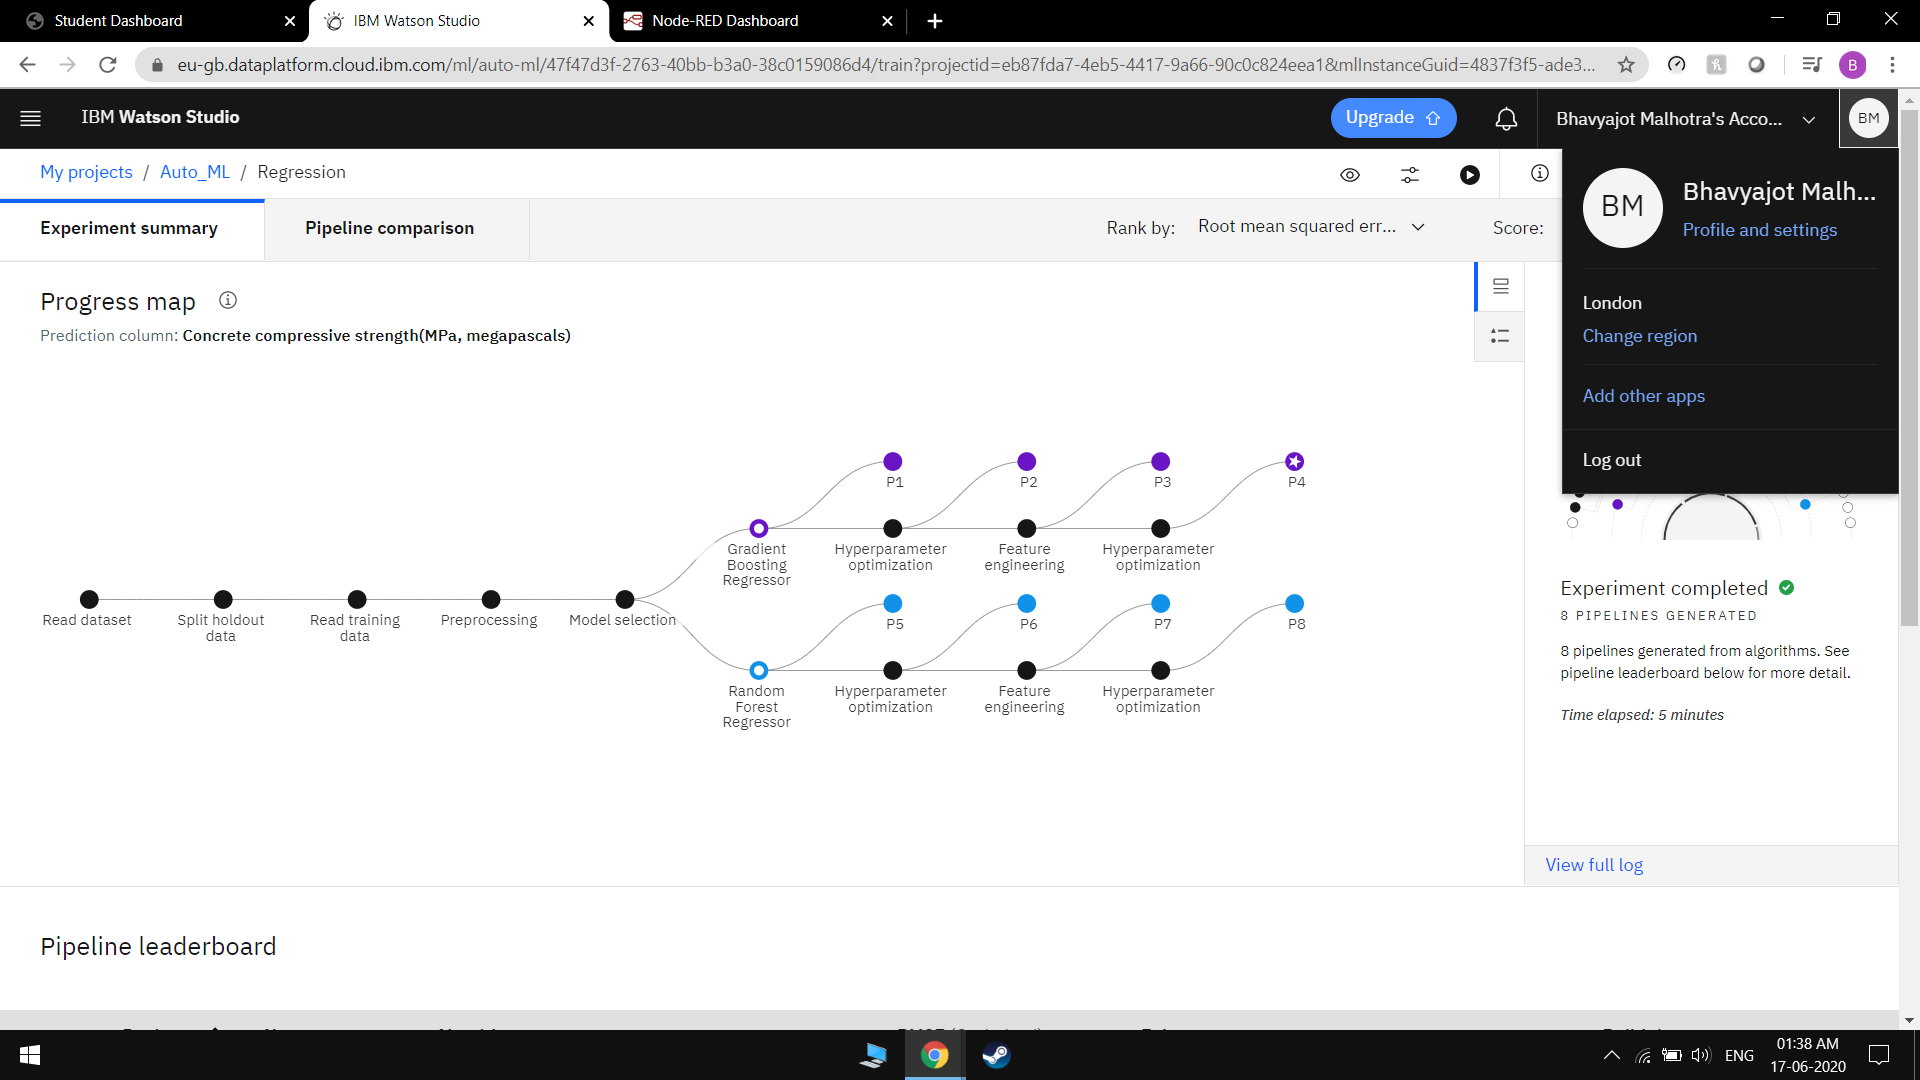 Student Dashboard
IBM Watson Studio
Node-RED Dashboard
eu-gb.dataplatform.cloud.ibm.com/ml/auto-ml/47f47d3f-2763-40bb-b3a0-38c0159086d4/train?projectid=eb87fda7-4eb5-4417-9a66-90c0c824eea1&mlInstanceGuid=4837f3f5-ade3...
B
IBM Watson Studio
Upgrade
Bhavyajot Malhotra's Acco...
BM
My projects / Auto_ML / Regression
BM
Bhavyajot Malh...
Profile and settings
Experiment summary
Pipeline comparison
Rank by: Root mean squared err...
Score:
London
Change region
Add other apps
Log out
Progress map
Prediction column: Concrete compressive strength(MPa, megapascals)
P1
P2
P3
P4
Gradient
Boosting
Regressor
Hyperparameter
optimization
Feature
engineering
Hyperparameter
optimization
Read dataset
Split holdout
data
Read training
data
Preprocessing
Model selection
P5
P6
P7
P8
Random
Forest
Regressor
Hyperparameter
optimization
Feature
engineering
Hyperparameter
optimization
Experiment completed
8 PIPELINES GENERATED
8 pipelines generated from algorithms. See
pipeline leaderboard below for more detail.
Time elapsed: 5 minutes
View full log
Pipeline leaderboard
ENG
01:38 AM
17-06-2020